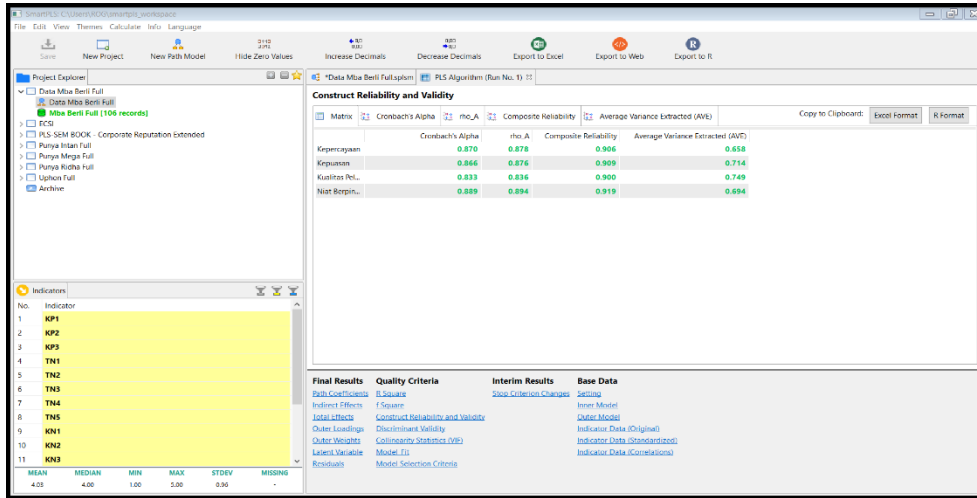 SmartPLS: C:\Users\ROG\smartpls_workspace
File Edit View Themes Calculate Info Language
Save New Project New Path Model Hide Zero Values Increase Decimals Decrease Decimals Export to Excel Export to Web Export to R
Project Explorer
Data Mba Berli Full
Data Mba Berli Full
Mba Berli Full [106 records]
ECSI
PLS-SEM BOOK - Corporate Reputation Extended
Punya Intan Full
Punya Mega Full
Punya Ridha Full
Uphon Full
Archive
Indicators
No. Indicator
1 KP1
2 KP2
3 KP3
4 TN1
5 TN2
6 TN3
7 TN4
8 TN5
9 KN1
10 KN2
11 KN3
MEAN MEDIAN MIN MAX STDEV MISSING
4.03 4.00 1.00 5.00 0.96 -
*Data Mba Berli Full.splsm PLS Algorithm (Run No. 1)
Construct Reliability and Validity
Matrix Cronbach's Alpha rho_A Composite Reliability Average Variance Extracted (AVE) Copy to Clipboard: Excel Format R Format
Cronbach's Alpha rho_A Composite Reliability Average Variance Extracted (AVE)
Kepercayaan 0.870 0.878 0.906 0.658
Kepuasan 0.866 0.876 0.909 0.714
Kualitas Pel... 0.833 0.836 0.900 0.749
Niat Berpin... 0.889 0.894 0.919 0.694
Final Results Quality Criteria Interim Results Base Data
Path Coefficients R Square Stop Criterion Changes Setting
Indirect Effects f Square Inner Model
Total Effects Construct Reliability and Validity Outer Model
Outer Loadings Discriminant Validity Indicator Data (Original)
Outer Weights Collinearity Statistics (VIF) Indicator Data (Standardized)
Latent Variable Model_Fit Indicator Data (Correlations)
Residuals Model Selection Criteria